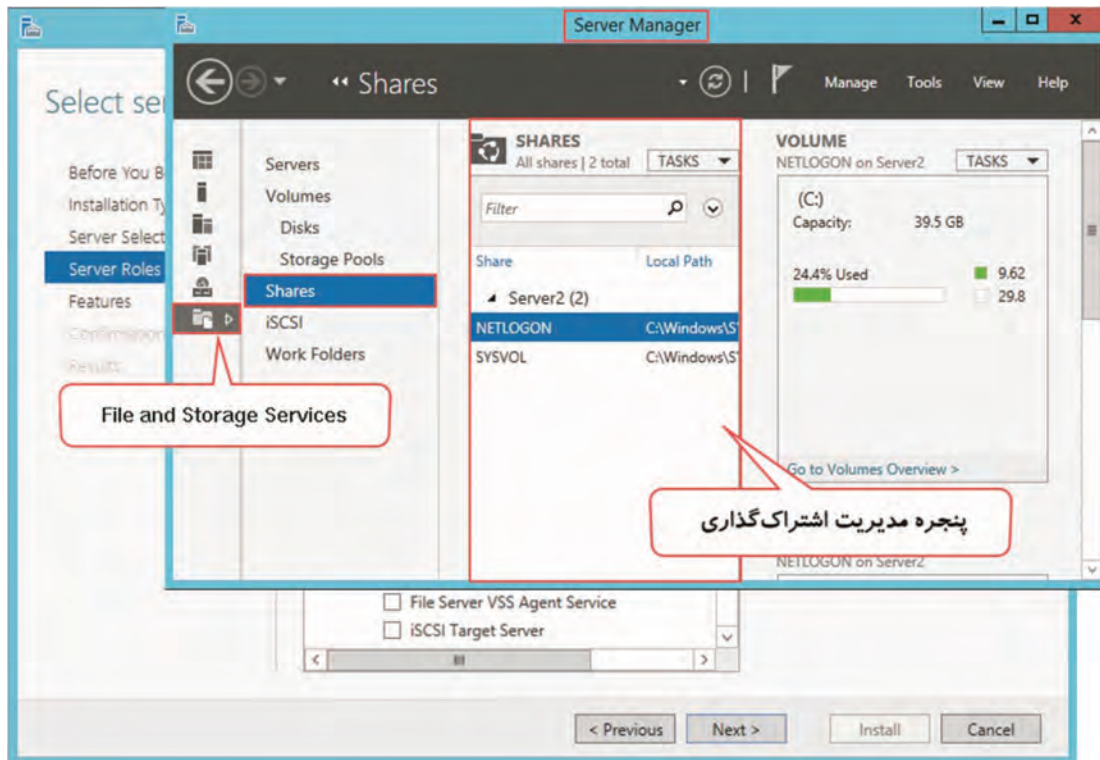 Server Manager
Shares
Manage Tools View Help
Select ser
Before You B
Installation Ty
Server Select
Server Roles
Features
Confirmation
Results
Servers
Volumes
Disks
Storage Pools
Shares
iSCSI
Work Folders
File and Storage Services
SHARES
All shares | 2 total
TASKS
Filter
Share Local Path
Server2 (2)
NETLOGON C:\Windows\S
SYSVOL C:\Windows\S
VOLUME
NETLOGON on Server2
TASKS
(C:)
Capacity: 39.5 GB
24.4% Used 9.62
29.8
Go to Volumes Overview >
پنجره مدیریت اشتراک‌گذاری
NETLOGON on Server2
File Server VSS Agent Service
iSCSI Target Server
< Previous Next > Install Cancel